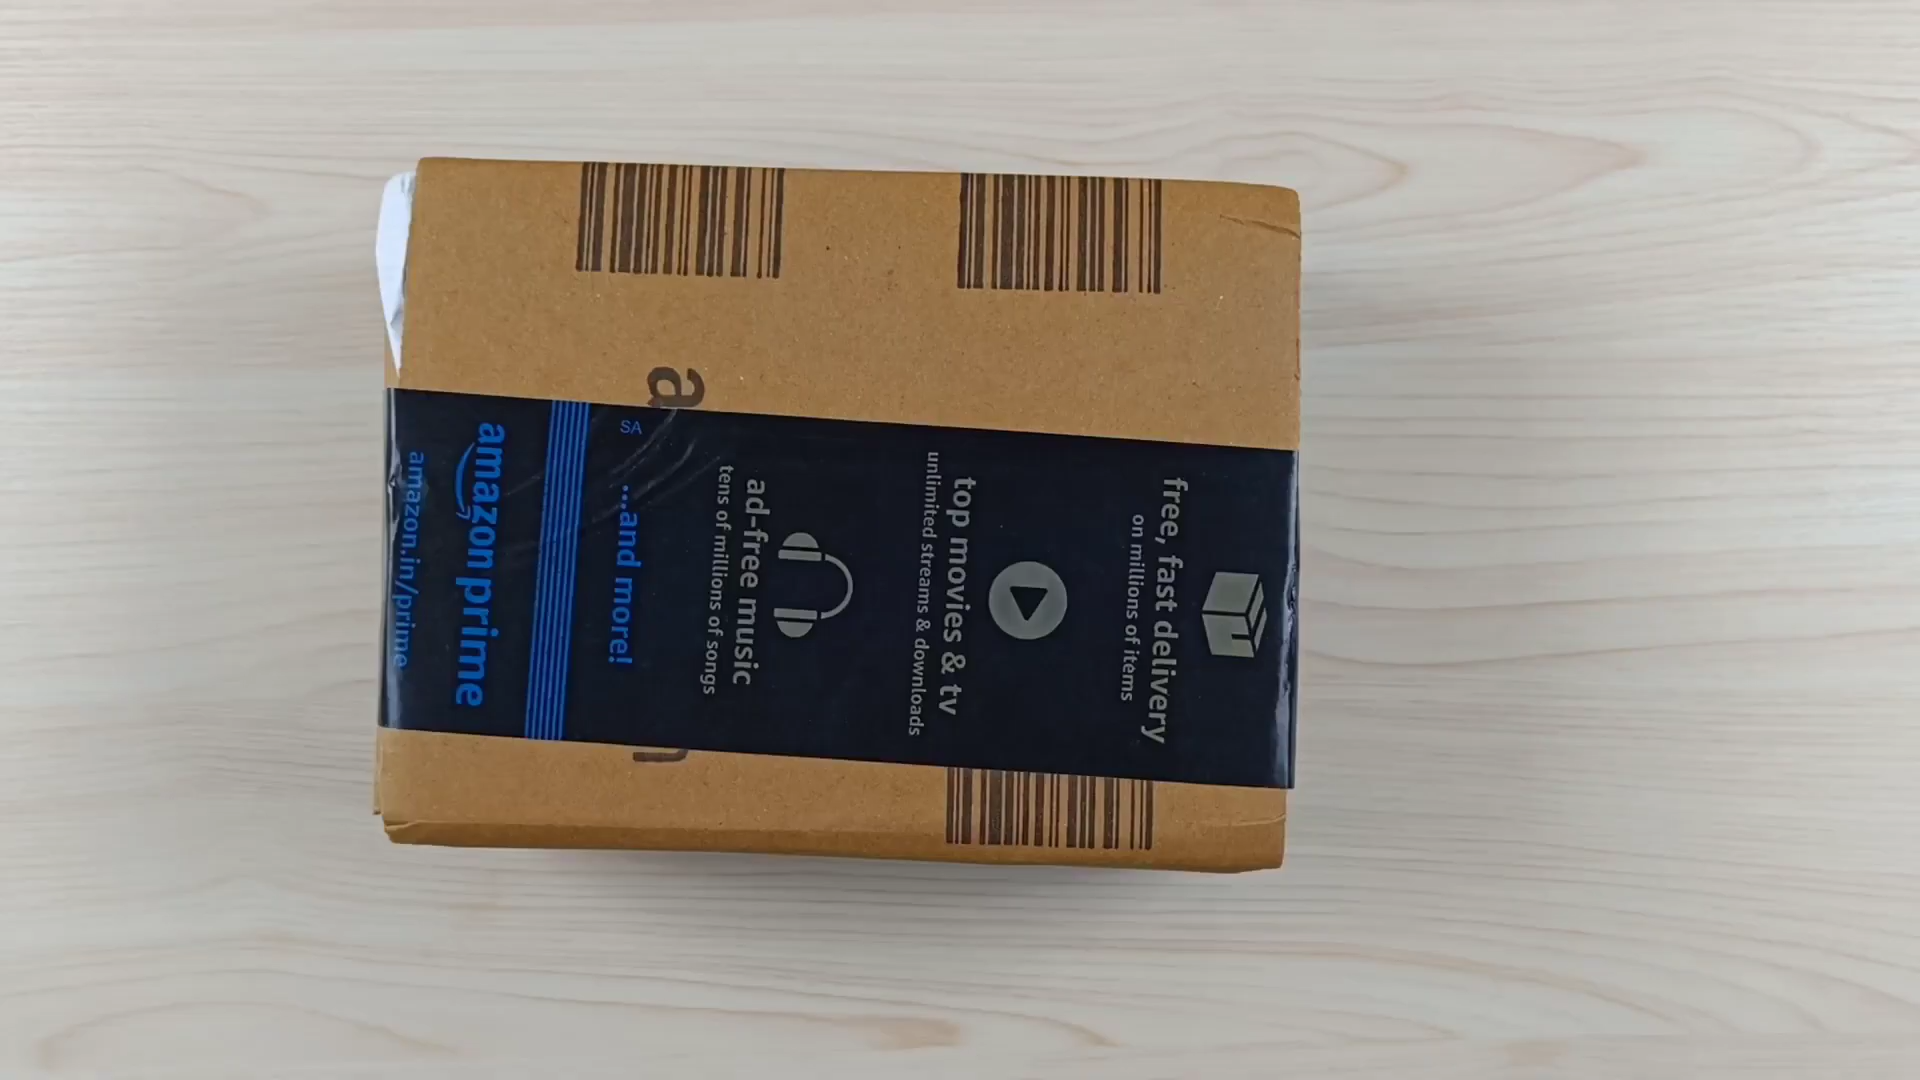 free, fast delivery
on millions of items
top movies & tv
unlimited streams & downloads
ad-free music
tens of millions of songs
...and more!
SA
amazon prime
amazon.in/prime
a
n